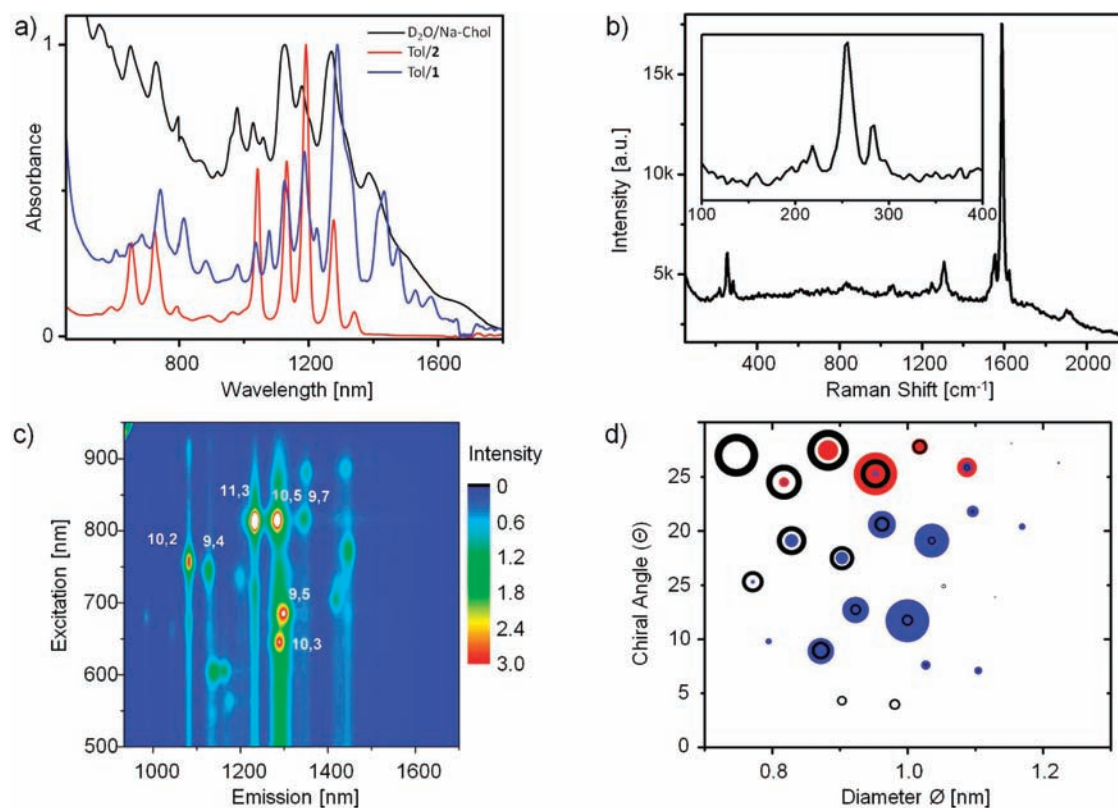 a)
Absorbance
1
0
D₂O/Na-Chol
Tol/2
Tol/1
800
1200
1600
Wavelength [nm]
b)
Intensity [a.u.]
15k
10k
5k
100
200
300
400
400
800
1200
1600
2000
Raman Shift [cm⁻¹]
c)
Excitation [nm]
900
800
700
600
500
11,3
10,5
9,7
10,2
9,4
9,5
10,3
1000
1200
1400
1600
Emission [nm]
Intensity
0
0.6
1.2
1.8
2.4
3.0
d)
Chiral Angle (Θ)
25
20
25
10
5
0
0.8
1.0
1.2
Diameter Ø [nm]